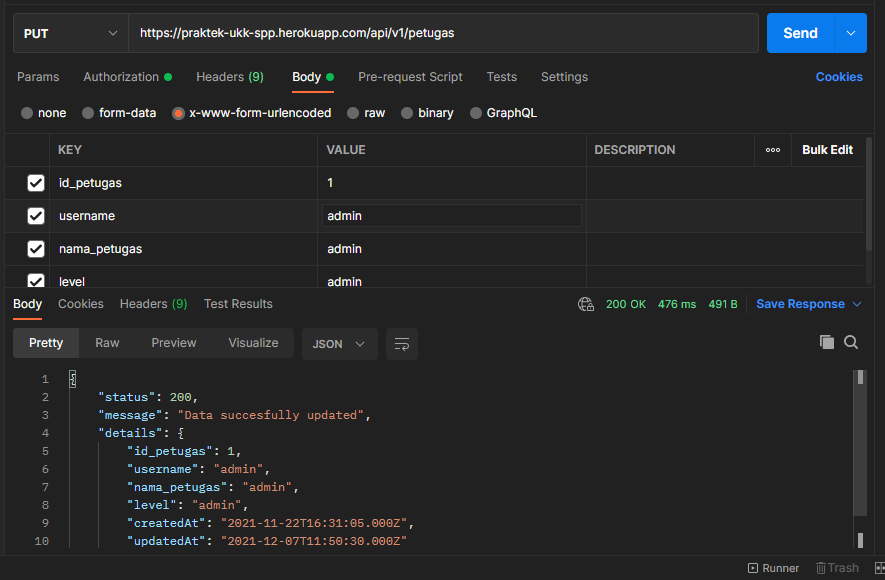 PUT https://praktek-ukk-spp.herokuapp.com/api/v1/petugas Send
Params Authorization Headers (9) Body Pre-request Script Tests Settings Cookies
none form-data x-www-form-urlencoded raw binary GraphQL
KEY VALUE DESCRIPTION ooo Bulk Edit
id_petugas 1
username admin
nama_petugas admin
level admin
Body Cookies Headers (9) Test Results 200 OK 476 ms 491 B Save Response
Pretty Raw Preview Visualize JSON
1 {
2 "status": 200,
3 "message": "Data succesfully updated",
4 "details": {
5 "id_petugas": 1,
6 "username": "admin",
7 "nama_petugas": "admin",
8 "level": "admin",
9 "createdAt": "2021-11-22T16:31:05.000Z",
10 "updatedAt": "2021-12-07T11:50:30.000Z"
Runner Trash